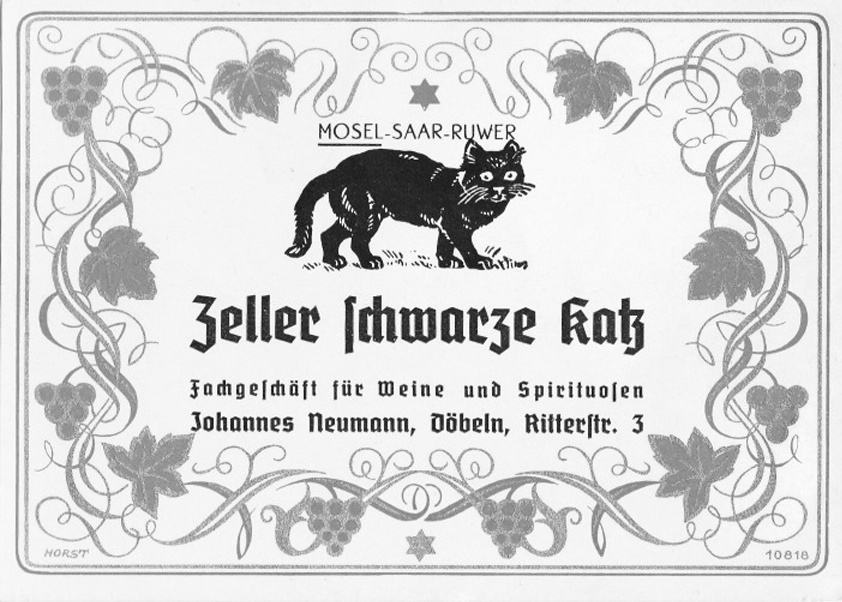 MOSEL-SAAR-RUWER
Zeller ſchwarze Katz
Fachgeſchäft für Weine und Spirituoſen
Johannes Neumann, Döbeln, Ritterſtr. 3
HORST
10818